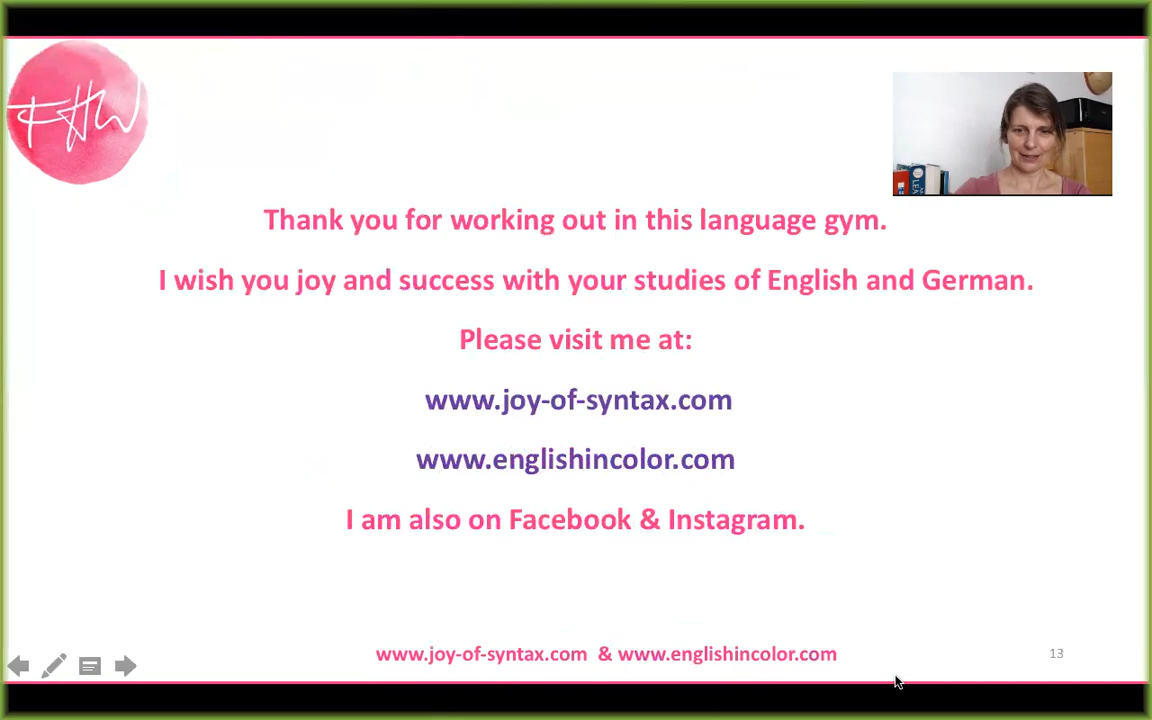 FHW
Thank you for working out in this language gym.
I wish you joy and success with your studies of English and German.
Please visit me at:
www.joy-of-syntax.com
www.englishincolor.com
I am also on Facebook & Instagram.
www.joy-of-syntax.com & www.englishincolor.com
13